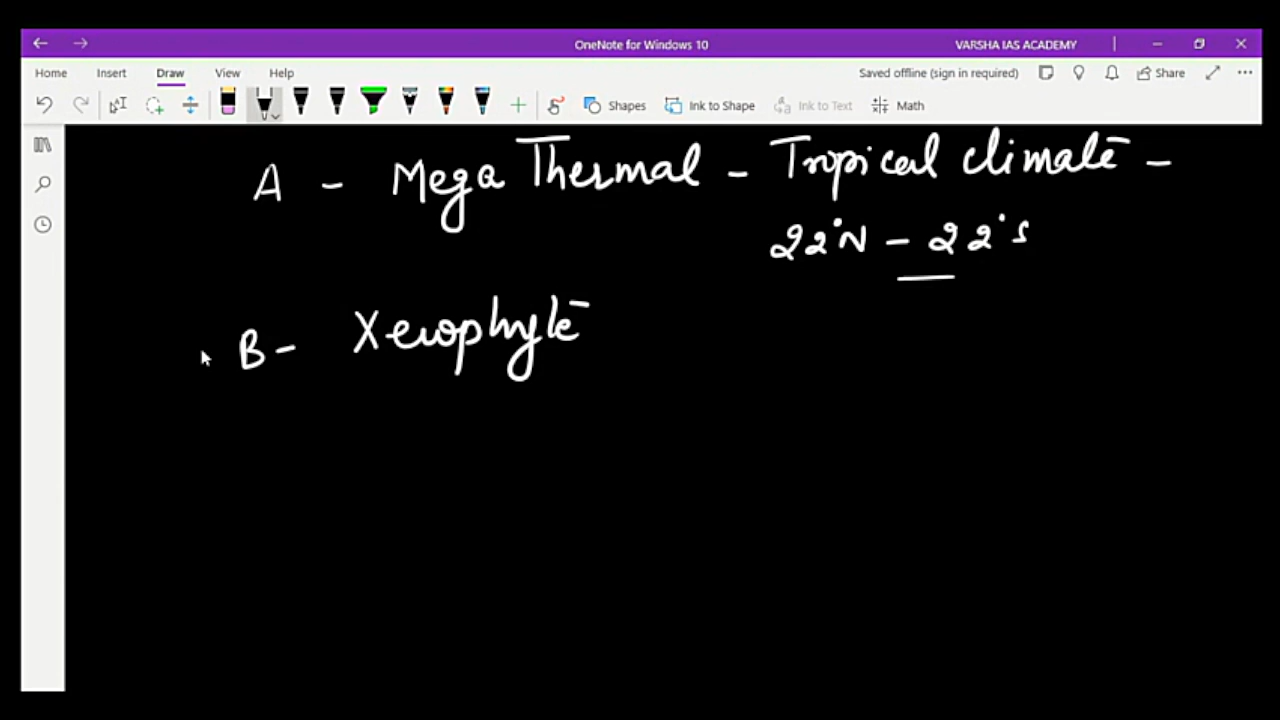 OneNote for Windows 10 VARSHA IAS ACADEMY
Home Insert Draw View Help Saved offline (sign in required) Share
Shapes Ink to Shape Ink to Text Math
A - Mega Thermal - Tropical climate -
22°N - 22°S
B - Xerophyte